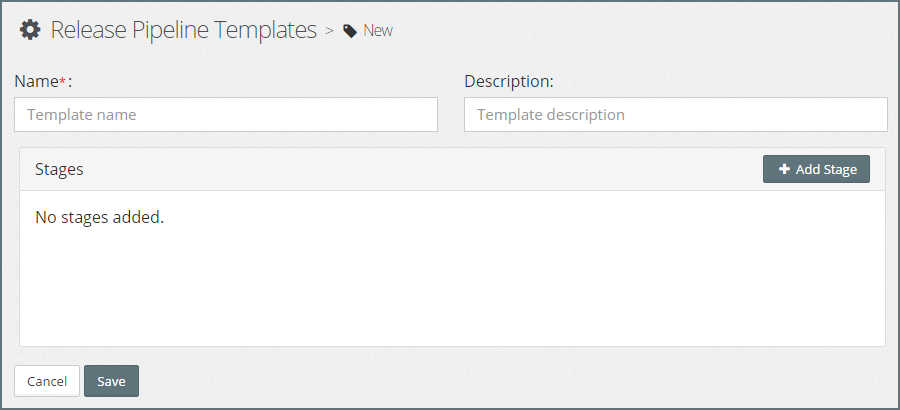 Release Pipeline Templates > New
Name*: Description:
Template name Template description
Stages + Add Stage
No stages added.
Cancel Save